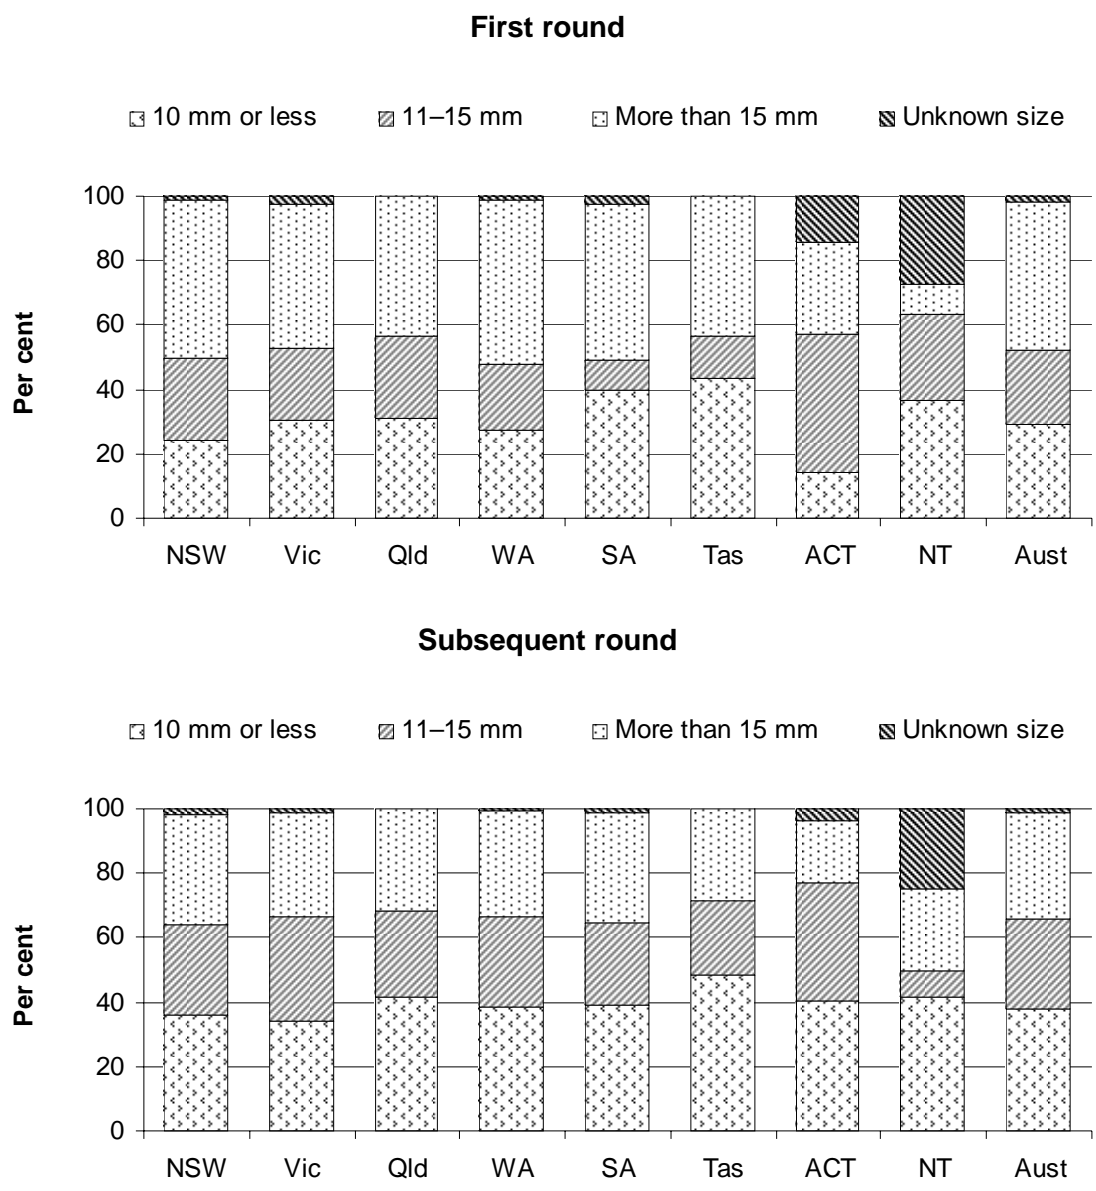 First round
10 mm or less 11–15 mm More than 15 mm Unknown size
100
80
60
40
20
0
Per cent
NSW Vic Qld WA SA Tas ACT NT Aust
Subsequent round
10 mm or less 11–15 mm More than 15 mm Unknown size
100
80
60
40
20
0
Per cent
NSW Vic Qld WA SA Tas ACT NT Aust